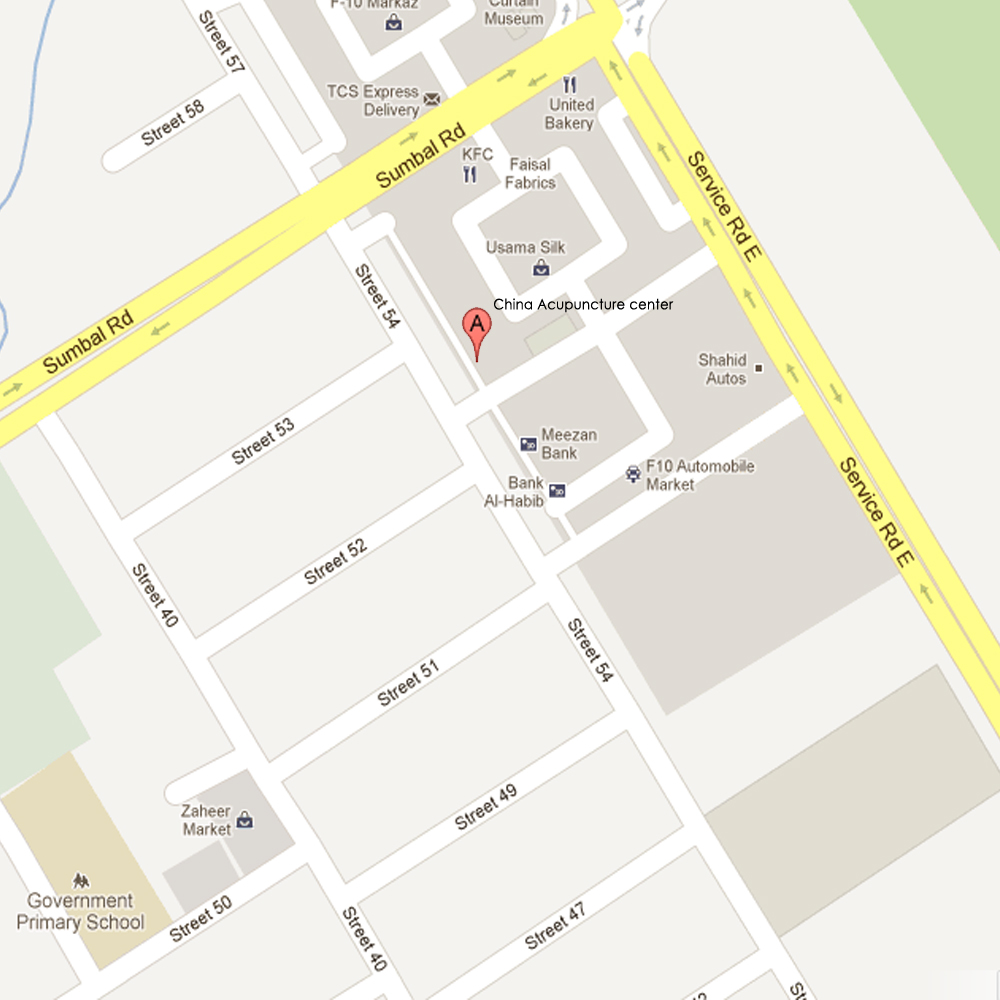 F-10 Markaz
Curtain
Museum
Street 57
TCS Express
Delivery
United
Bakery
Street 58
Sumbal Rd
KFC
Faisal
Fabrics
Service Rd E
Usama Silk
Street 54
China Acupuncture center
A
Sumbal Rd
Shahid
Autos
Street 53
Meezan
Bank
F10 Automobile
Market
Bank
Al-Habib
Service Rd E
Street 52
Street 40
Street 51
Street 54
Street 49
Zaheer
Market
Government
Primary School
Street 50
Street 47
Street 40